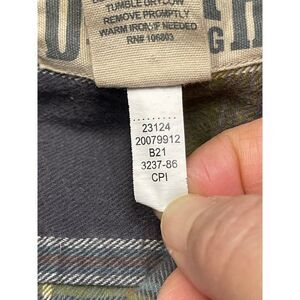 TUMBLE DRY LOW
REMOVE PROMPTLY
WARM IRON IF NEEDED
RN# 106803
G
23124
20079912
B21
3237-86
CPI